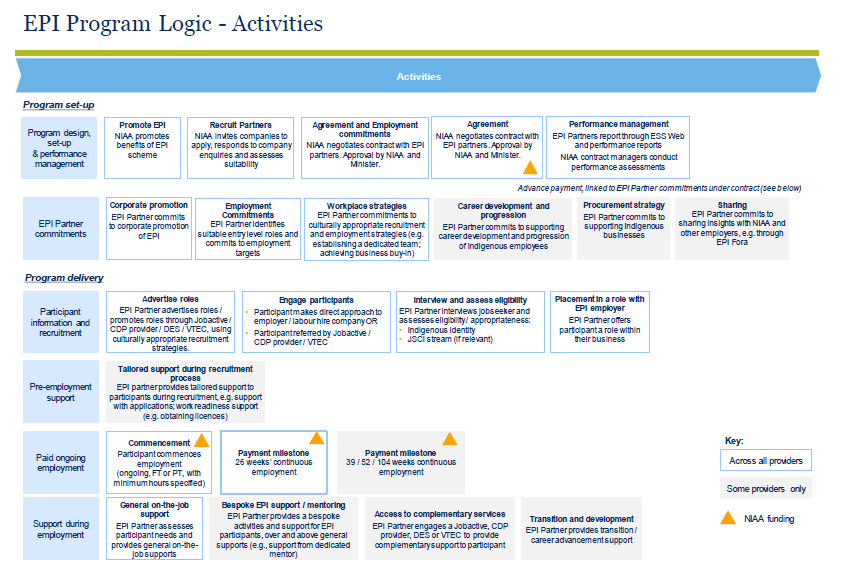 EPI Program Logic - Activities
Activities
Program set-up
Program design,
set-up
& performance
management
Promote EPI
NIAA promotes
benefits of EPI
scheme
Recruit Partners
NIAA invites companies to
apply, responds to company
enquiries and assesses
suitability
Agreement and Employment
commitments
NIAA negotiates contract with EPI
partners. Approval by NIAA and
Minister.
Agreement
NIAA negotiates contract with
EPI partners. Approval by
NIAA and Minister.
Performance management
EPI Partners report through ESS Web
and performance reports
NIAA contract managers conduct
performance assessments
Advance payment, linked to EPI Partner commitments under contract (see below)
EPI Partner
commitments
Corporate promotion
EPI Partner commits
to corporate promotion
of EPI
Employment
Commitments
EPI Partner identifies
suitable entry level roles and
commits to employment
targets
Workplace strategies
EPI Partner commitments to
culturally appropriate recruitment
and employment strategies (e.g.
establishing a dedicated team;
achieving business buy-in)
Career development and
progression
EPI Partner commits to supporting
career development and progression
of Indigenous employees
Procurement strategy
EPI Partner commits to
supporting Indigenous
businesses
Sharing
EPI Partner commits to
sharing insights with NIAA and
other employers, e.g. through
EPI Fora
Program delivery
Participant
information and
recruitment
Advertise roles
EPI Partner advertises roles /
promotes roles through Jobactive /
CDP provider / DES / VTEC, using
culturally appropriate recruitment
strategies.
Engage participants
• Participant makes direct approach to
employer / labour hire company OR
• Participant referred by Jobactive /
CDP provider / VTEC
Interview and assess eligibility
EPI Partner interviews jobseeker and
assesses eligibility / appropriateness:
• Indigenous identity
• JSCI stream (if relevant)
Placement in a role with
EPI employer
EPI Partner offers
participant a role within
their business
Pre-employment
support
Tailored support during recruitment
process
EPI partner provides tailored support to
participants during recruitment, e.g. support
with applications; work readiness support
(e.g. obtaining licences)
Paid ongoing
employment
Commencement
Participant commences
employment
(ongoing, FT or PT, with
minimum hours specified)
Payment milestone
26 weeks' continuous
employment
Payment milestone
39 / 52 / 104 weeks continuous
employment
Support during
employment
General on-the-job
support
EPI Partner assesses
participant needs and
provides general on-the-
job supports
Bespoke EPI support / mentoring
EPI Partner provides a bespoke
activities and support for EPI
participants, over and above general
supports (e.g., support from dedicated
mentor)
Access to complementary services
EPI Partner engages a Jobactive, CDP
provider, DES or VTEC to provide
complementary support to participant
Transition and development
EPI Partner provides transition /
career advancement support
Key:
Across all providers
Some providers only
NIAA funding